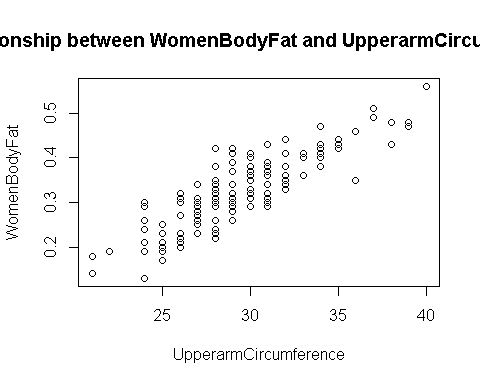 onship between WomenBodyFat and UpperarmCircu
WomenBodyFat
0.5
0.4
0.3
0.2
25 30 35 40
UpperarmCircumference